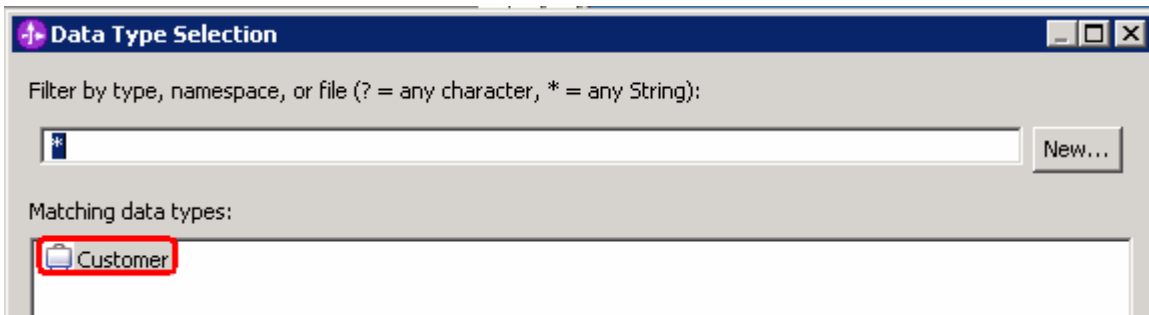 Data Type Selection
Filter by type, namespace, or file (? = any character, * = any String):
*
New...
Matching data types:
Customer